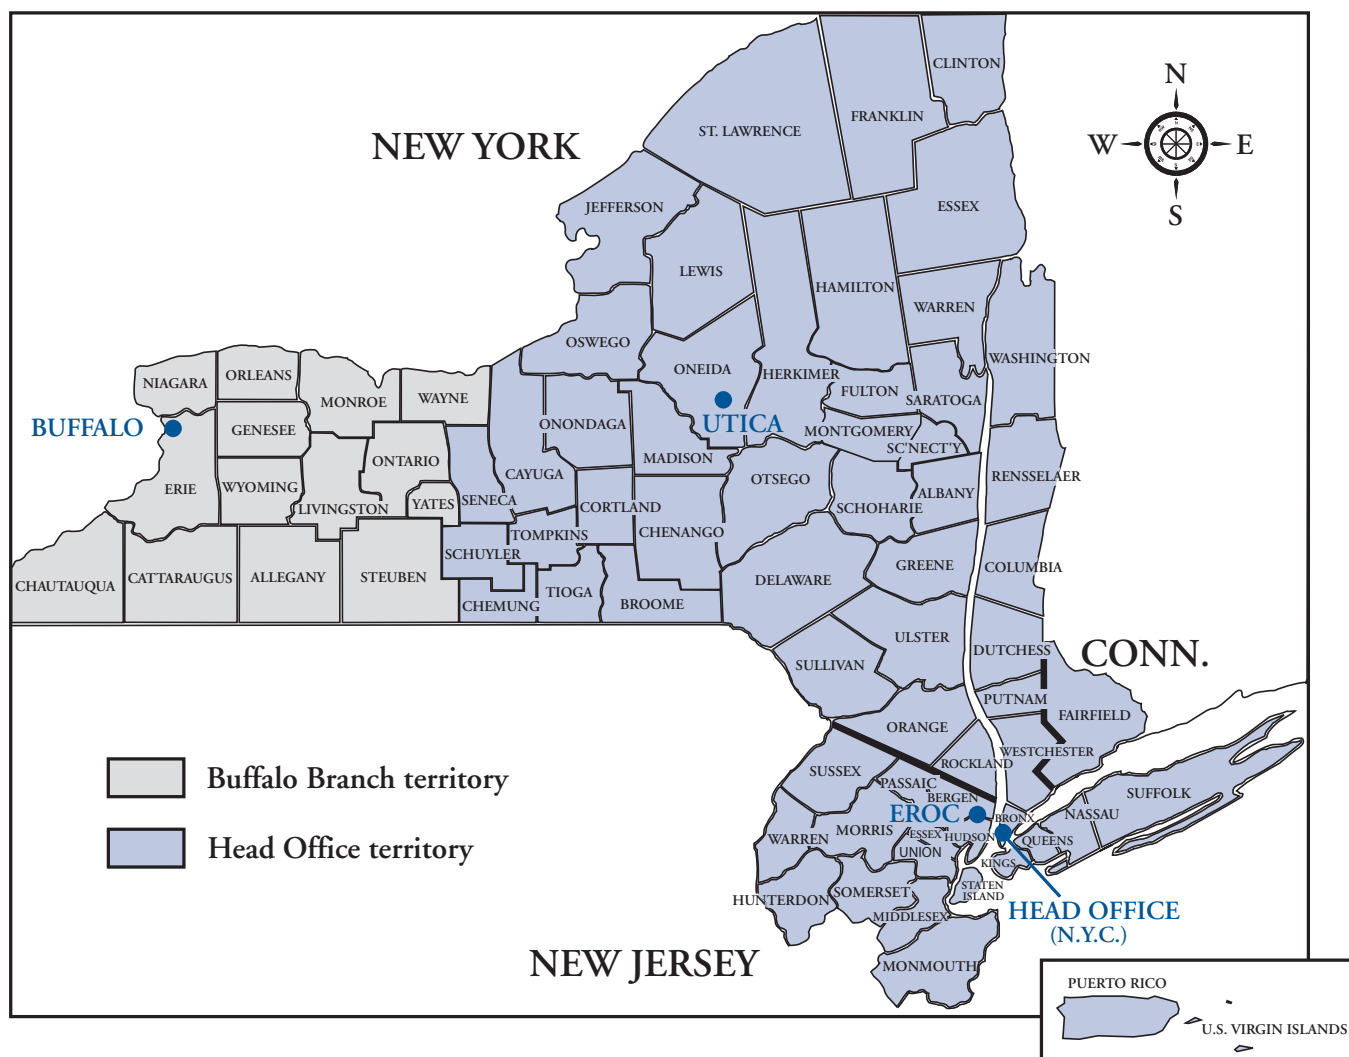 N
W
E
S
NEW YORK
CLINTON
FRANKLIN
ST. LAWRENCE
JEFFERSON
ESSEX
LEWIS
HAMILTON
WARREN
OSWEGO
WASHINGTON
ONEIDA
HERKIMER
FULTON
SARATOGA
UTICA
NIAGARA
ORLEANS
MONROE
WAYNE
BUFFALO
GENESEE
ONONDAGA
MONTGOMERY
SC'NECT'Y
MADISON
ONTARIO
CAYUGA
OTSEGO
RENSSELAER
ERIE
WYOMING
LIVINGSTON
YATES
SENECA
CORTLAND
SCHOHARIE
ALBANY
TOMPKINS
CHENANGO
SCHUYLER
GREENE
COLUMBIA
CHAUTAUQUA
CATTARAUGUS
ALLEGANY
STEUBEN
DELAWARE
CHEMUNG
TIOGA
BROOME
ULSTER
DUTCHESS
CONN.
SULLIVAN
PUTNAM
FAIRFIELD
ORANGE
WESTCHESTER
ROCKLAND
SUSSEX
PASSAIC
BERGEN
SUFFOLK
NASSAU
EROC
BRONX
WARREN
MORRIS
ESSEX
HUDSON
QUEENS
UNION
KINGS
HUNTERDON
SOMERSET
STATEN
ISLAND
MIDDLESEX
HEAD OFFICE
(N.Y.C.)
MONMOUTH
NEW JERSEY
Buffalo Branch territory
Head Office territory
PUERTO RICO
U.S. VIRGIN ISLANDS